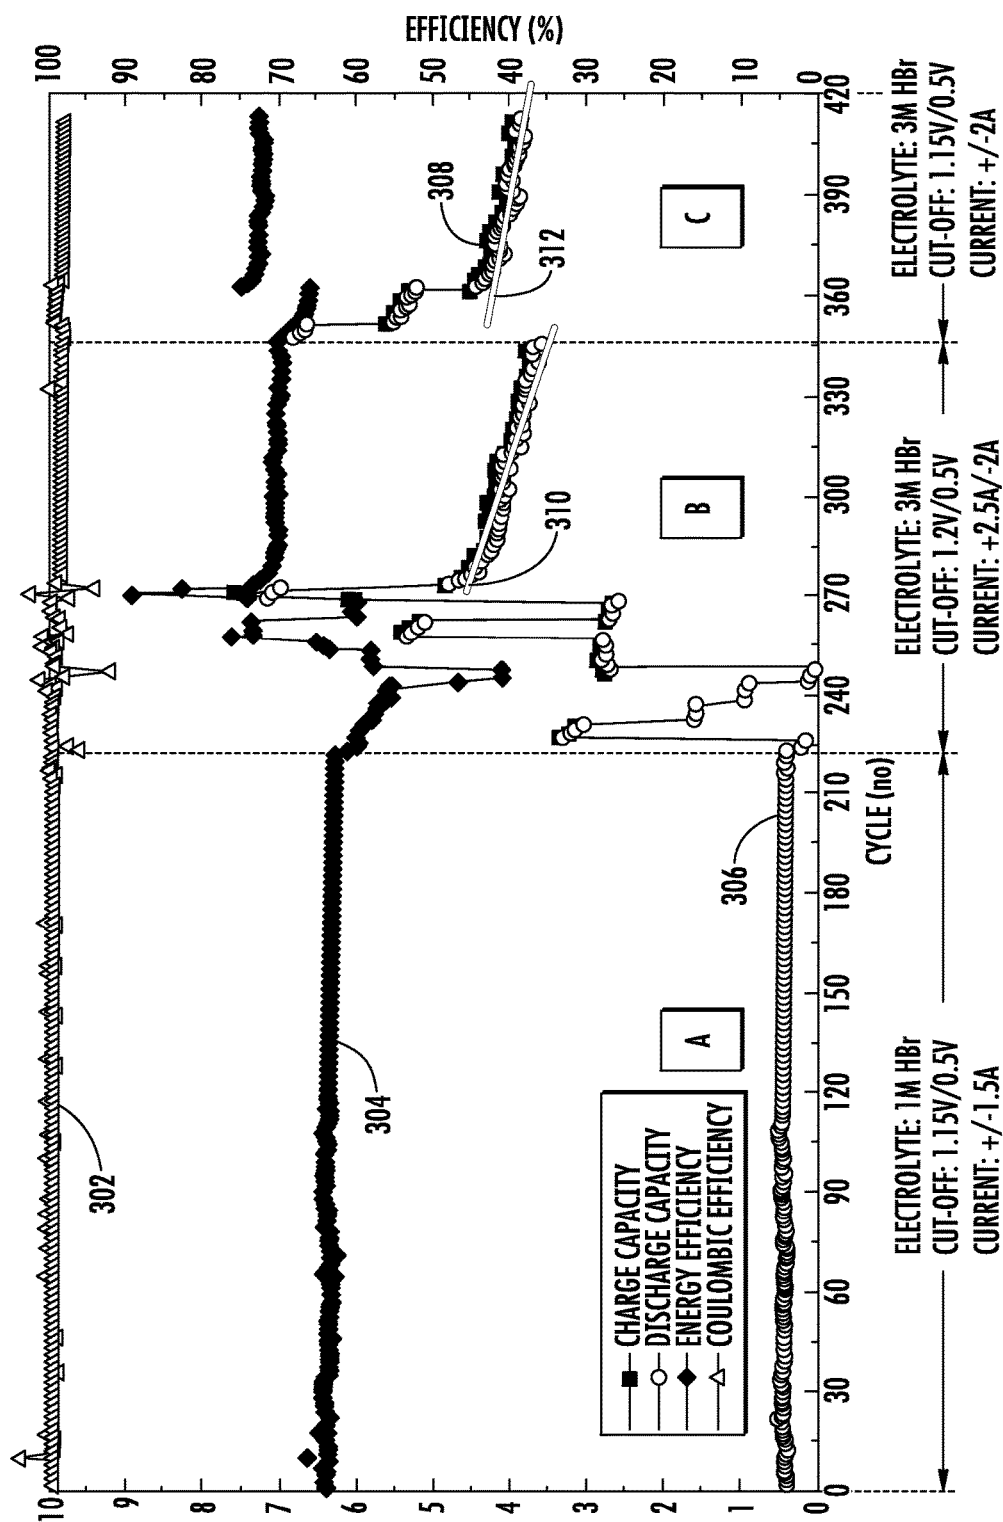 EFFICIENCY (%)
100
90
80
70
60
50
40
30
20
10
0
10
9
8
7
6
5
4
3
2
1
0
0
30
60
90
120
150
180
210
240
270
300
330
360
390
420
CYCLE (no)
302
304
306
308
310
312
A
B
C
CHARGE CAPACITY
DISCHARGE CAPACITY
ENERGY EFFICIENCY
COULOMBIC EFFICIENCY
ELECTROLYTE: 1M HBr
CUT-OFF: 1.15V/0.5V
CURRENT: +/-1.5A
ELECTROLYTE: 3M HBr
CUT-OFF: 1.2V/0.5V
CURRENT: +2.5A/-2A
ELECTROLYTE: 3M HBr
CUT-OFF: 1.15V/0.5V
CURRENT: +/-2A